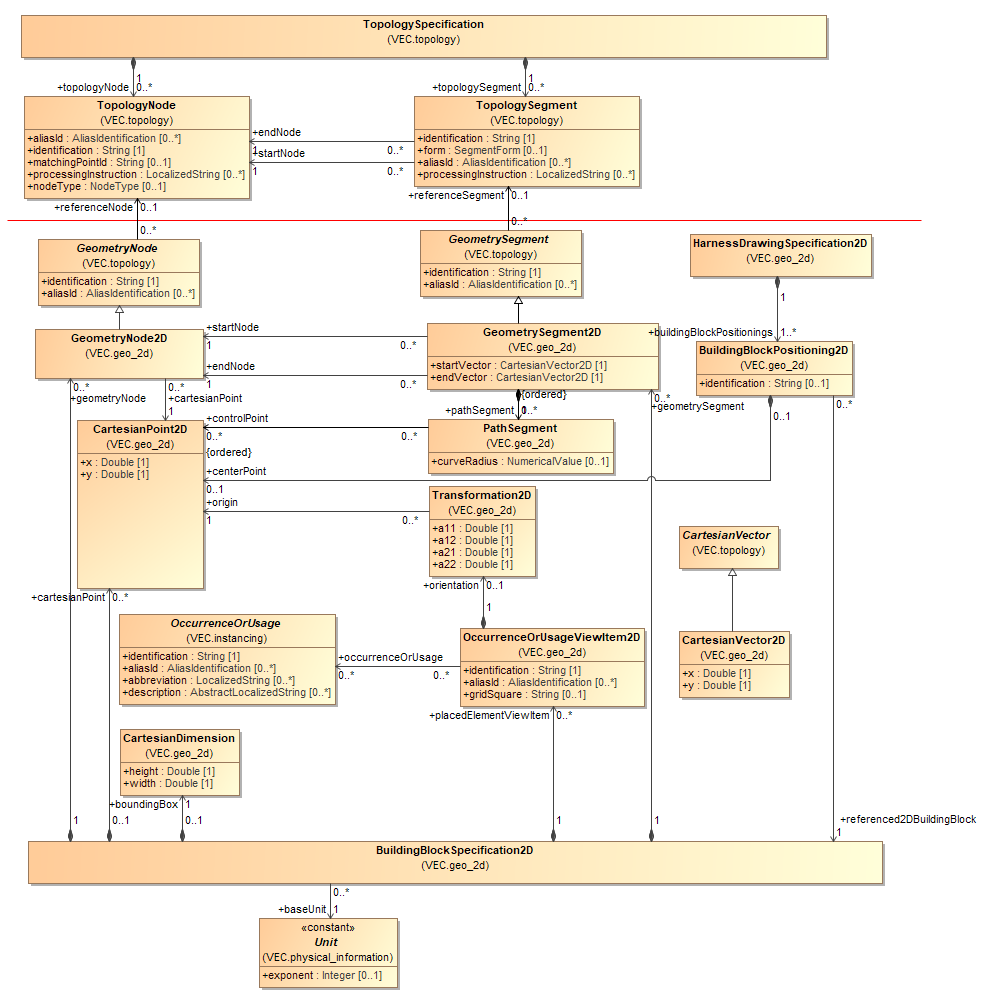 TopologySpecification
(VEC.topology)
1
+topologyNode 0..*
1
+topologySegment 0..*
TopologyNode
(VEC.topology)
+aliasId : AliasIdentification [0..*]
+identification : String [1]
+matchingPointId : String [0..1]
+processingInstruction : LocalizedString [0..*]
+nodeType : NodeType [0..1]
TopologySegment
(VEC.topology)
+identification : String [1]
+form : SegmentForm [0..1]
+aliasId : AliasIdentification [0..*]
+processingInstruction : LocalizedString [0..*]
+endNode
1
0..*
+startNode
1
0..*
+referenceNode 0..1
0..*
+referenceSegment 0..1
0..*
GeometryNode
(VEC.topology)
+identification : String [1]
+aliasId : AliasIdentification [0..*]
GeometrySegment
(VEC.topology)
+identification : String [1]
+aliasId : AliasIdentification [0..*]
HarnessDrawingSpecification2D
(VEC.geo_2d)
1
+buildingBlockPositionings 1..*
GeometryNode2D
(VEC.geo_2d)
GeometrySegment2D
(VEC.geo_2d)
+startVector : CartesianVector2D [1]
+endVector : CartesianVector2D [1]
+startNode
1
0..*
+endNode
1
0..*
BuildingBlockPositioning2D
(VEC.geo_2d)
+identification : String [0..1]
0..*
+geometryNode
0..*
+cartesianPoint
1
{ordered}
+pathSegment 1..*
0..*
+geometrySegment
0..1
0..*
CartesianPoint2D
(VEC.geo_2d)
+x : Double [1]
+y : Double [1]
+controlPoint
0..*
0..*
{ordered}
PathSegment
(VEC.geo_2d)
+curveRadius : NumericalValue [0..1]
+centerPoint
0..1
+origin
1
0..*
Transformation2D
(VEC.geo_2d)
+a11 : Double [1]
+a12 : Double [1]
+a21 : Double [1]
+a22 : Double [1]
+orientation 0..1
1
CartesianVector
(VEC.topology)
CartesianVector2D
(VEC.geo_2d)
+x : Double [1]
+y : Double [1]
+cartesianPoint 0..*
OccurrenceOrUsage
(VEC.instancing)
+identification : String [1]
+aliasId : AliasIdentification [0..*]
+abbreviation : LocalizedString [0..*]
+description : AbstractLocalizedString [0..*]
+occurrenceOrUsage
0..*
0..*
OccurrenceOrUsageViewItem2D
(VEC.geo_2d)
+identification : String [1]
+aliasId : AliasIdentification [0..*]
+gridSquare : String [0..1]
+placedElementViewItem 0..*
CartesianDimension
(VEC.geo_2d)
+height : Double [1]
+width : Double [1]
+boundingBox 1
1
0..1
0..1
1
1
+referenced2DBuildingBlock
1
BuildingBlockSpecification2D
(VEC.geo_2d)
0..*
+baseUnit 1
«constant»
Unit
(VEC.physical_information)
+exponent : Integer [0..1]